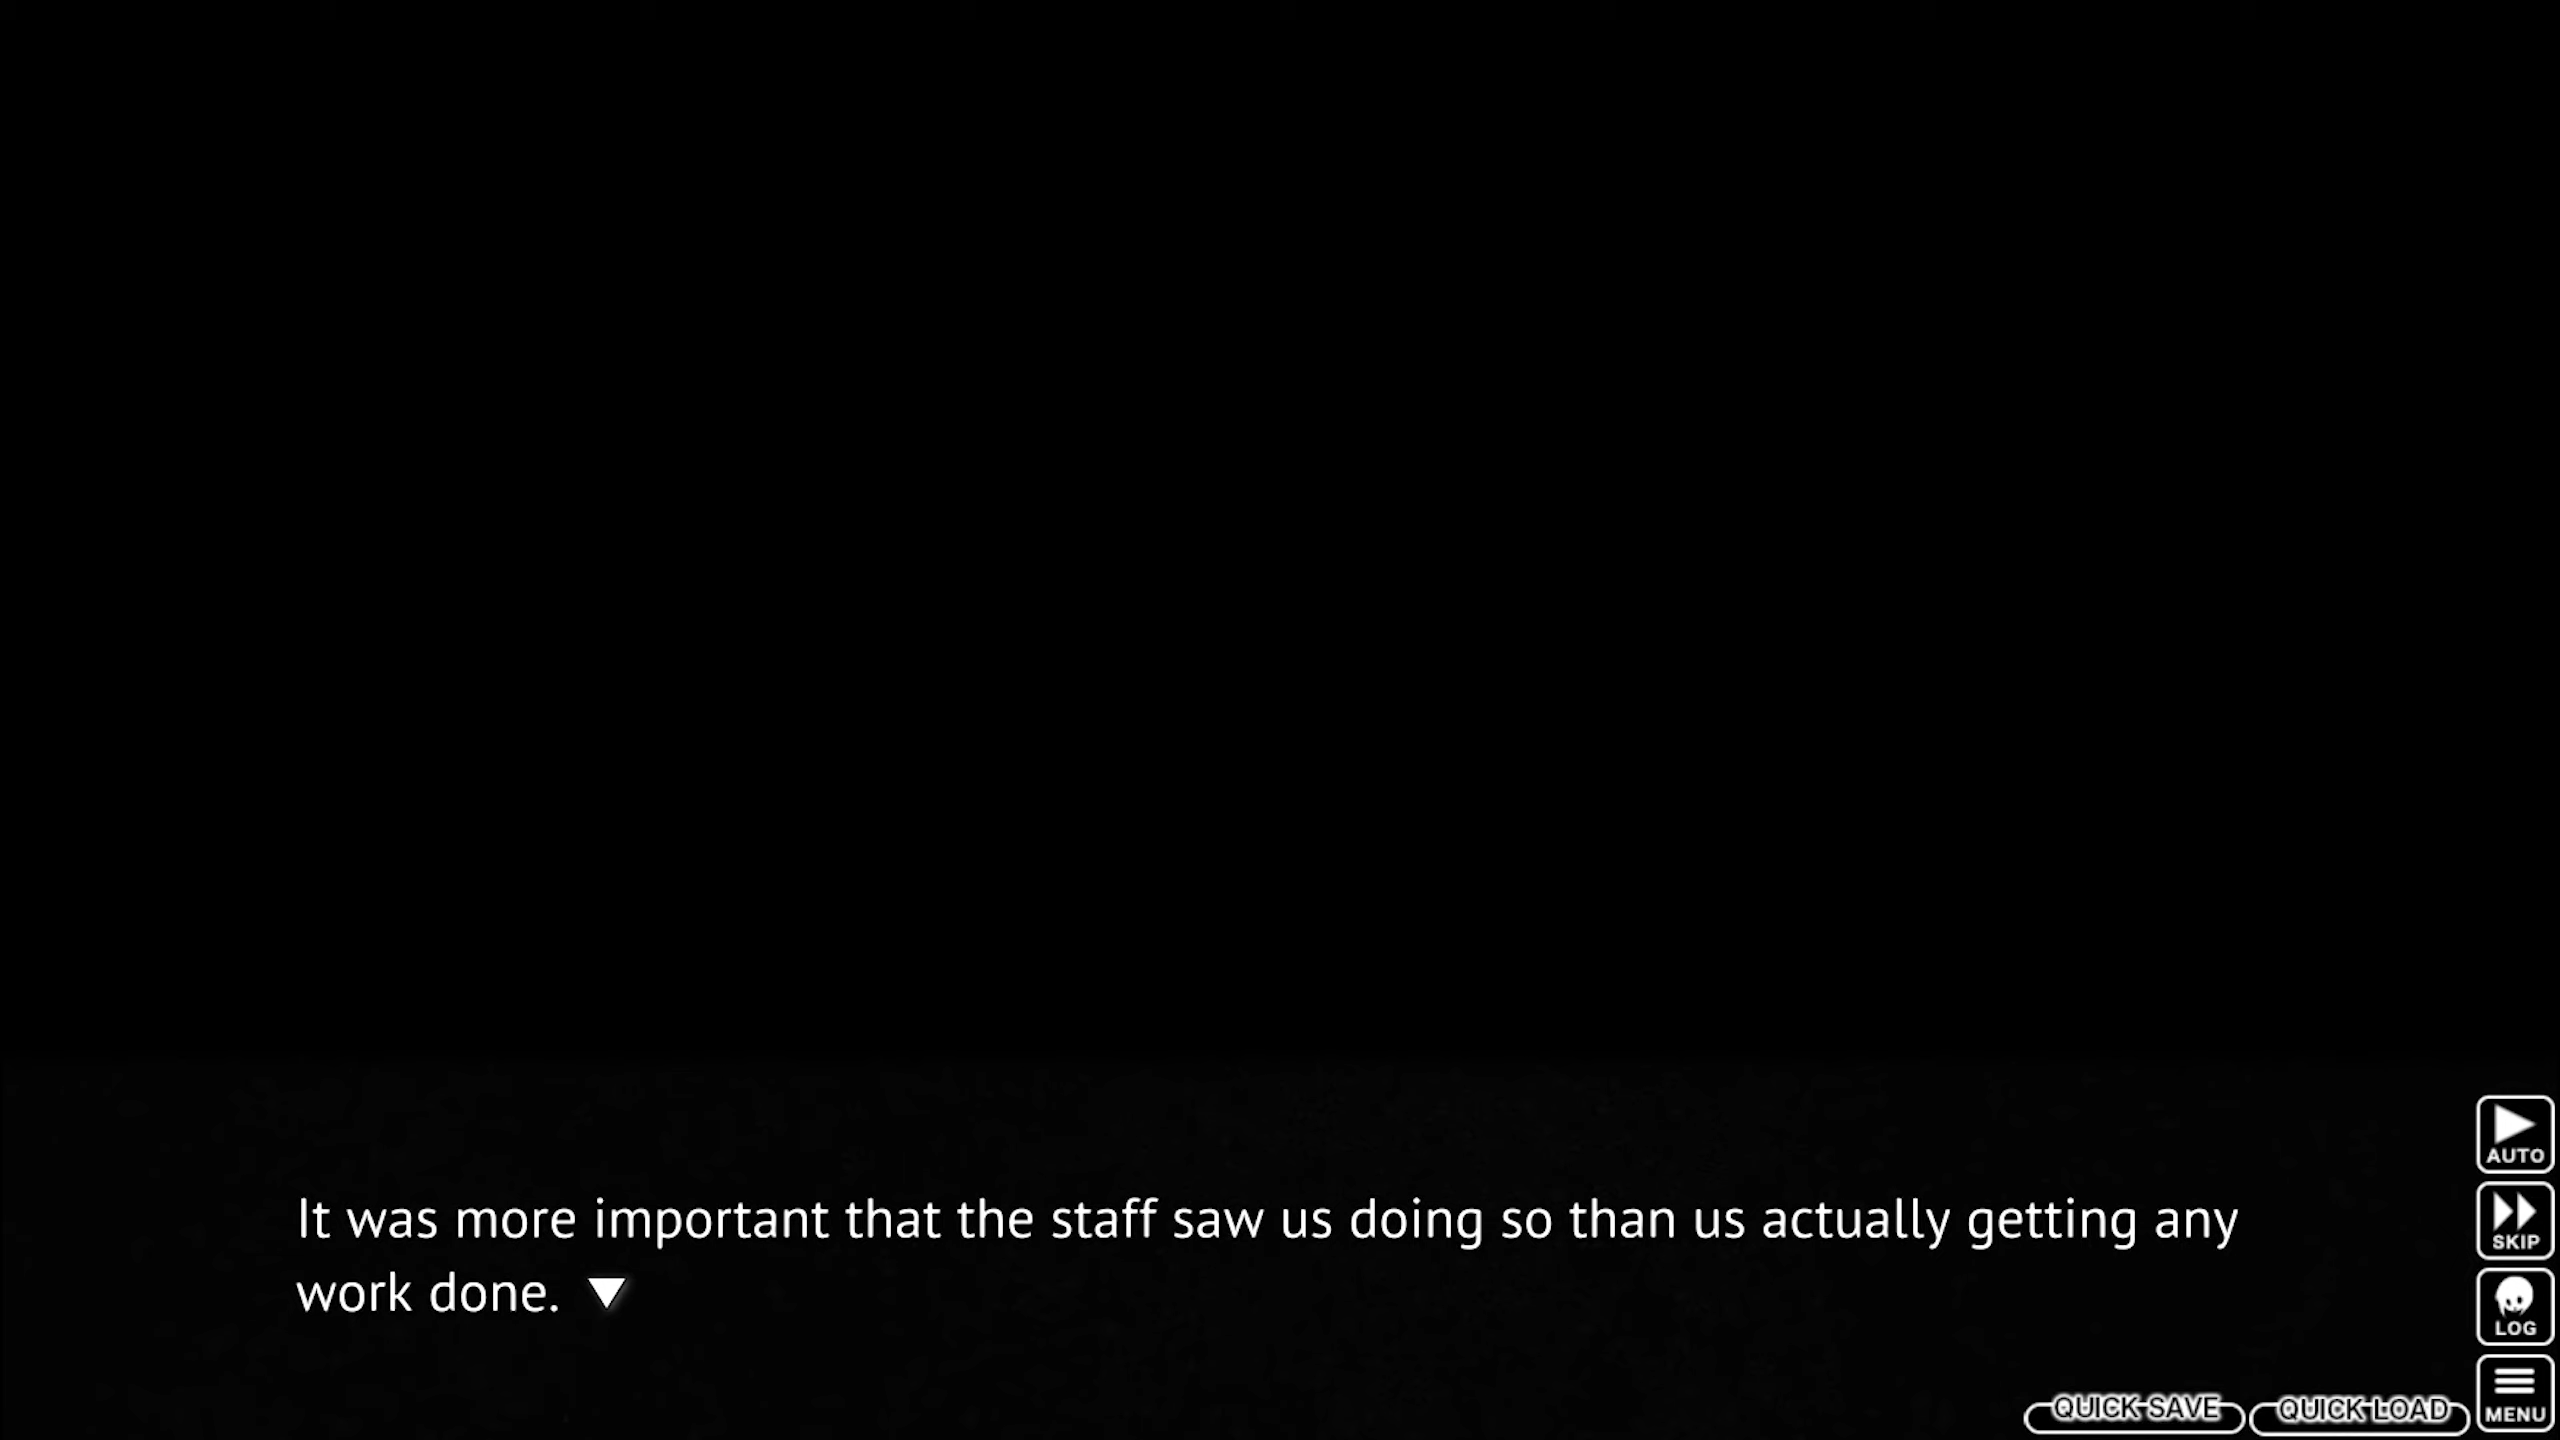 It was more important that the staff saw us doing so than us actually getting any
work done.
AUTO
SKIP
LOG
MENU
QUICK SAVE
QUICK LOAD